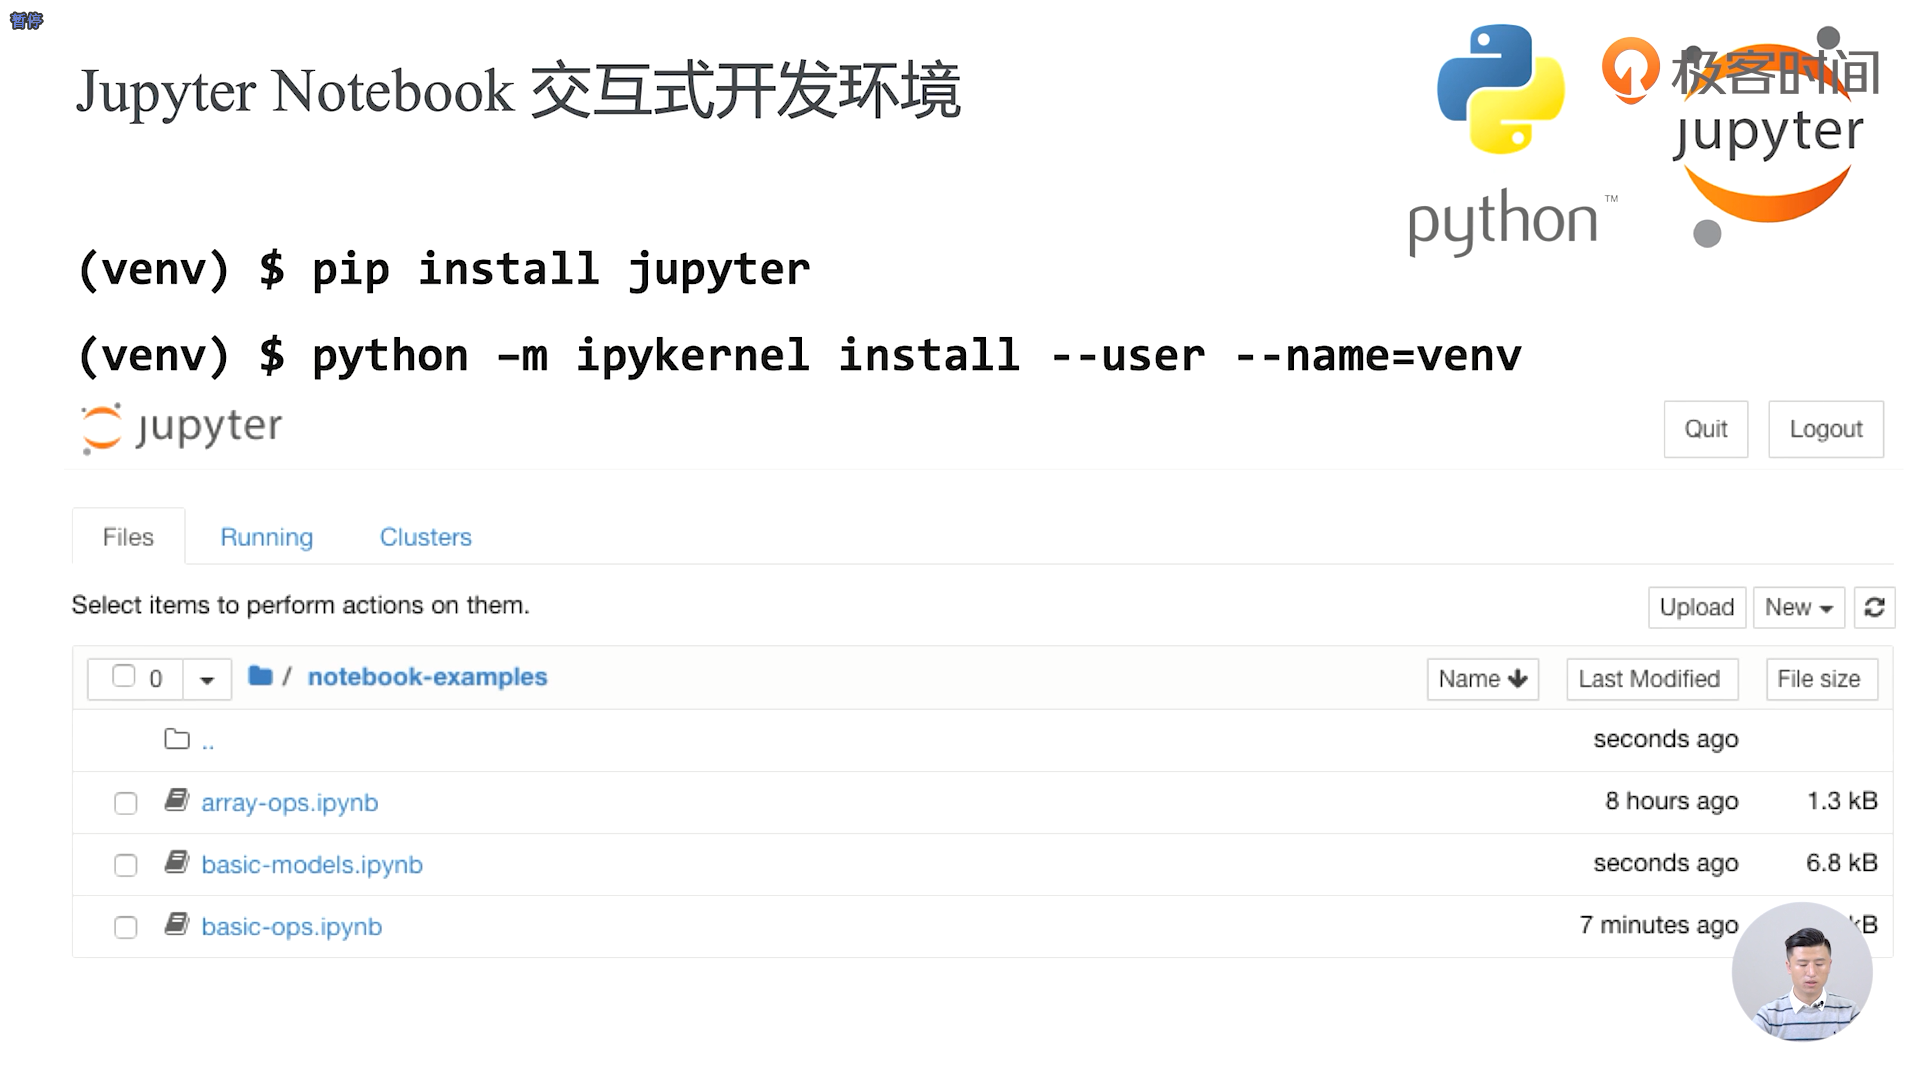 暂停
Jupyter Notebook 交互式开发环境
极客时间
jupyter
python™
(venv) $ pip install jupyter
(venv) $ python –m ipykernel install --user --name=venv
jupyter
Quit
Logout
Files
Running
Clusters
Select items to perform actions on them.
Upload
New
0
/ notebook-examples
Name
Last Modified
File size
..
seconds ago
array-ops.ipynb
8 hours ago
1.3 kB
basic-models.ipynb
seconds ago
6.8 kB
basic-ops.ipynb
7 minutes ago
kB